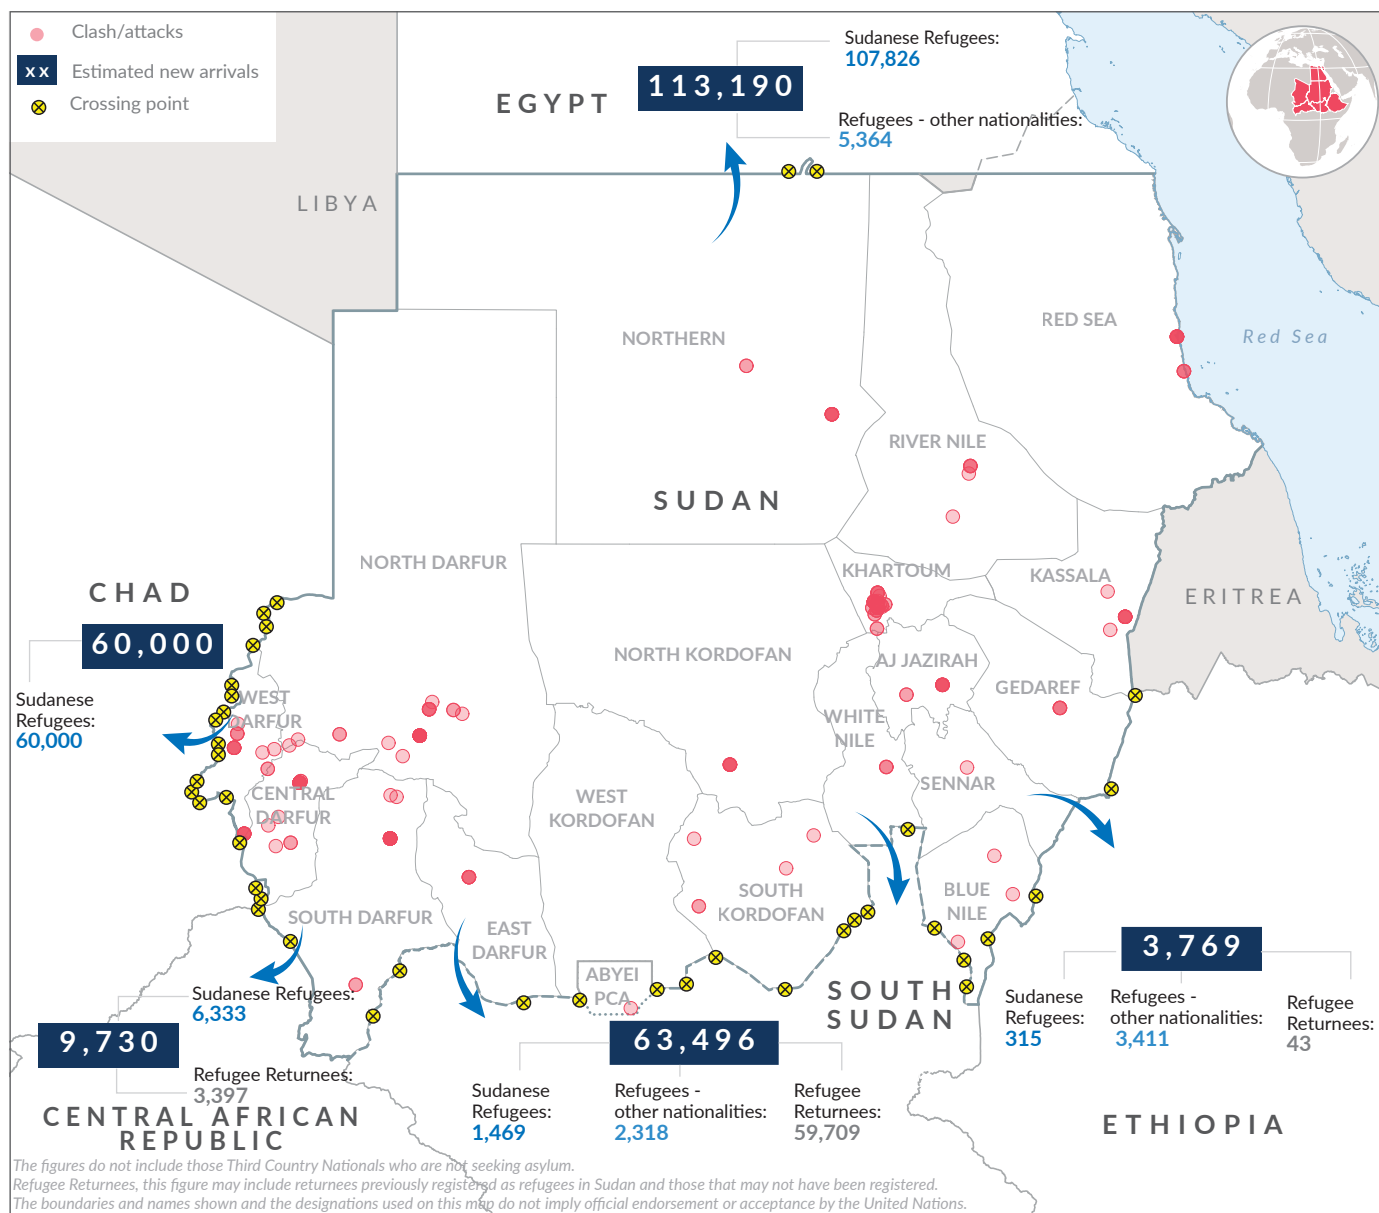 Clash/attacks
xx Estimated new arrivals
Crossing point
EGYPT
113,190
Sudanese Refugees:
107,826
Refugees - other nationalities:
5,364
LIBYA
NORTHERN
RED SEA
Red Sea
RIVER NILE
SUDAN
NORTH DARFUR
KHARTOUM
KASSALA
ERITREA
CHAD
60,000
Sudanese
Refugees:
60,000
NORTH KORDOFAN
AJ JAZIRAH
GEDAREF
WEST
DARFUR
WHITE
NILE
SENNAR
CENTRAL
DARFUR
WEST
KORDOFAN
SOUTH
KORDOFAN
BLUE
NILE
SOUTH DARFUR
EAST
DARFUR
ABYEI
PCA
SOUTH
SUDAN
3,769
Sudanese
Refugees:
315
Refugees -
other nationalities:
3,411
Refugee
Returnees:
43
Sudanese Refugees:
6,333
9,730
Refugee Returnees:
3,397
CENTRAL AFRICAN
REPUBLIC
63,496
Sudanese
Refugees:
1,469
Refugees -
other nationalities:
2,318
Refugee
Returnees:
59,709
ETHIOPIA
The figures do not include those Third Country Nationals who are not seeking asylum.
Refugee Returnees, this figure may include returnees previously registered as refugees in Sudan and those that may not have been registered.
The boundaries and names shown and the designations used on this map do not imply official endorsement or acceptance by the United Nations.